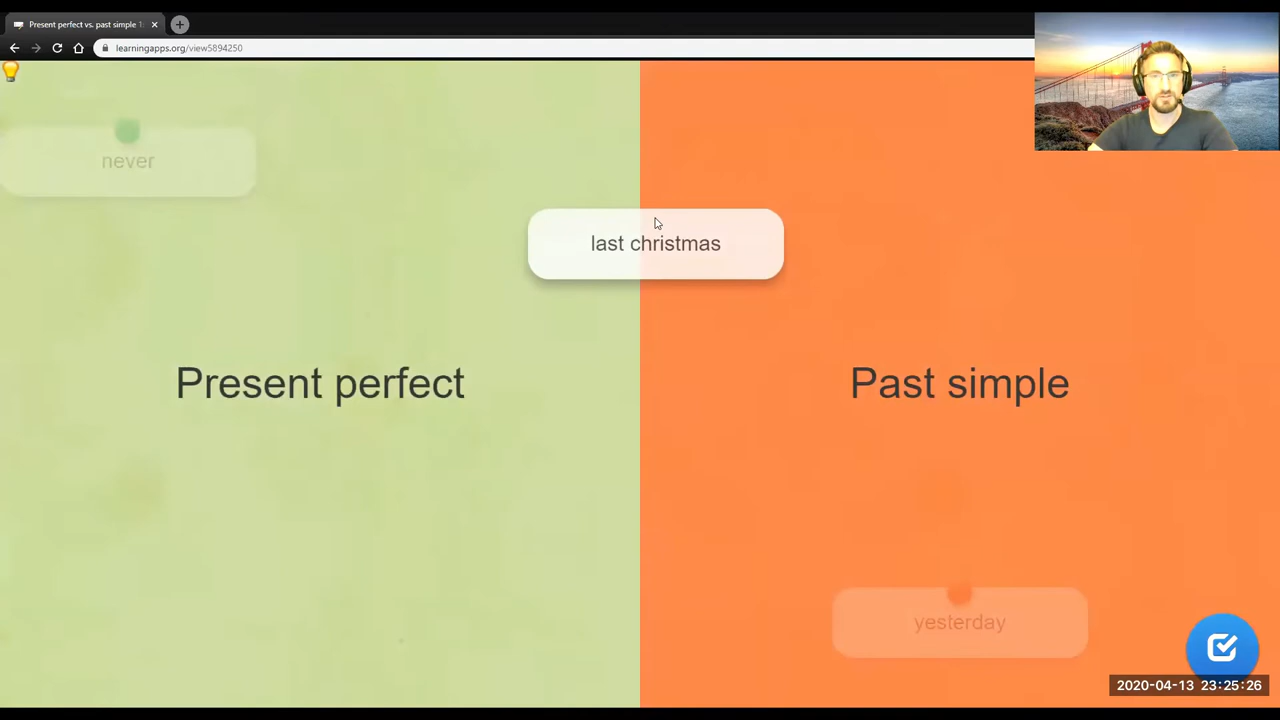 Present perfect vs. past simple
learningapps.org/view5894250
never
last christmas
Present perfect
Past simple
yesterday
2020-04-13 23:25:26